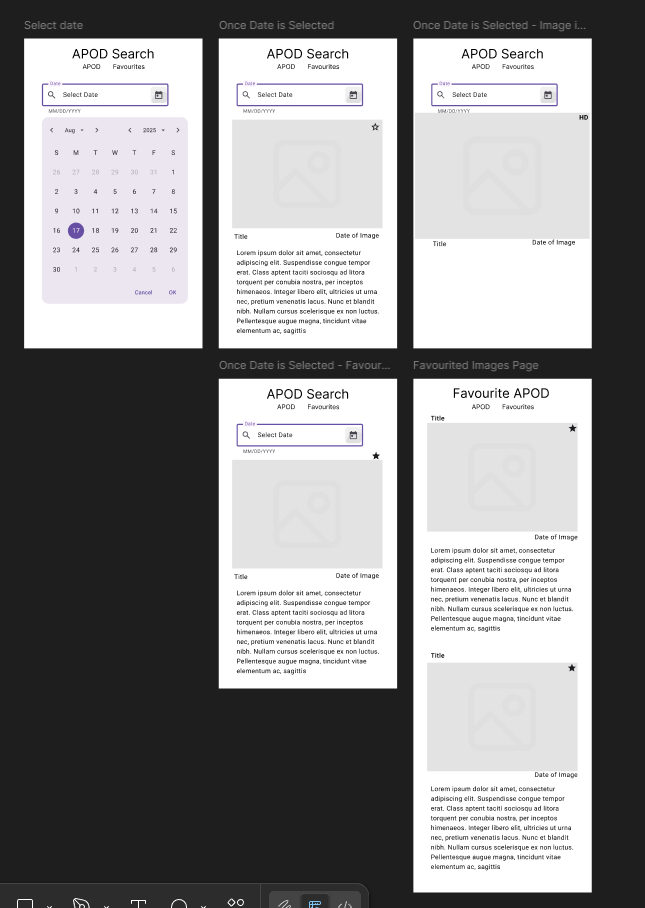 Select date
APOD Search
APOD Favourites
Date
Select Date
MM/DD/YYYY
Aug 2025
S M T W T F S
26 27 28 29 30 31 1
2 3 4 5 6 7 8
9 10 11 12 13 14 15
16 17 18 19 20 21 22
23 24 25 26 27 28 29
30 1 2 3 4 5 6
Cancel OK
Once Date is Selected
APOD Search
APOD Favourites
Date
Select Date
MM/DD/YYYY
Title Date of Image
Lorem ipsum dolor sit amet, consectetur
adipiscing elit. Suspendisse congue tempor
erat. Class aptent taciti sociosqu ad litora
torquent per conubia nostra, per inceptos
himenaeos. Integer libero elit, ultricies ut urna
nec, pretium venenatis lacus. Nunc et blandit
nibh. Nullam cursus scelerisque ex non luctus.
Pellentesque augue magna, tincidunt vitae
elementum ac, sagittis
Once Date is Selected - Image i...
APOD Search
APOD Favourites
Date
Select Date
MM/DD/YYYY
HD
Title Date of Image
Once Date is Selected - Favour...
APOD Search
APOD Favourites
Date
Select Date
MM/DD/YYYY
Title Date of Image
Lorem ipsum dolor sit amet, consectetur
adipiscing elit. Suspendisse congue tempor
erat. Class aptent taciti sociosqu ad litora
torquent per conubia nostra, per inceptos
himenaeos. Integer libero elit, ultricies ut urna
nec, pretium venenatis lacus. Nunc et blandit
nibh. Nullam cursus scelerisque ex non luctus.
Pellentesque augue magna, tincidunt vitae
elementum ac, sagittis
Favourited Images Page
Favourite APOD
APOD Favourites
Title
Date of Image
Lorem ipsum dolor sit amet, consectetur
adipiscing elit. Suspendisse congue tempor
erat. Class aptent taciti sociosqu ad litora
torquent per conubia nostra, per inceptos
himenaeos. Integer libero elit, ultricies ut urna
nec, pretium venenatis lacus. Nunc et blandit
nibh. Nullam cursus scelerisque ex non luctus.
Pellentesque augue magna, tincidunt vitae
elementum ac, sagittis
Title
Date of Image
Lorem ipsum dolor sit amet, consectetur
adipiscing elit. Suspendisse congue tempor
erat. Class aptent taciti sociosqu ad litora
torquent per conubia nostra, per inceptos
himenaeos. Integer libero elit, ultricies ut urna
nec, pretium venenatis lacus. Nunc et blandit
nibh. Nullam cursus scelerisque ex non luctus.
Pellentesque augue magna, tincidunt vitae
elementum ac, sagittis